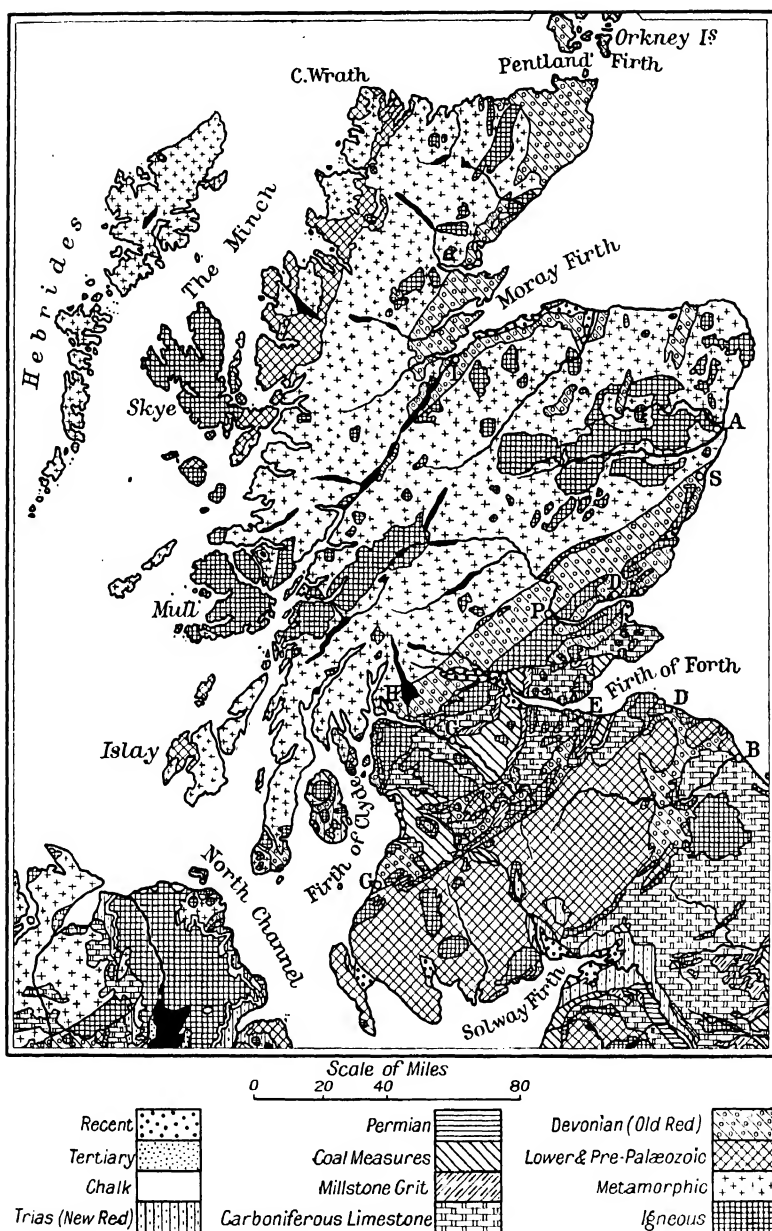 Orkney Is
Pentland Firth
C. Wrath
Hebrides
The Minch
Moray Firth
Skye
I
A
S
Mull
D
P
Firth of Forth
H
E
D
C
B
Islay
Firth of Clyde
G
North Channel
Solway Firth
Scale of Miles
0 20 40 80
Recent
Tertiary
Chalk
Trias (New Red)
Permian
Coal Measures
Millstone Grit
Carboniferous Limestone
Devonian (Old Red)
Lower & Pre-Palæozoic
Metamorphic
Igneous